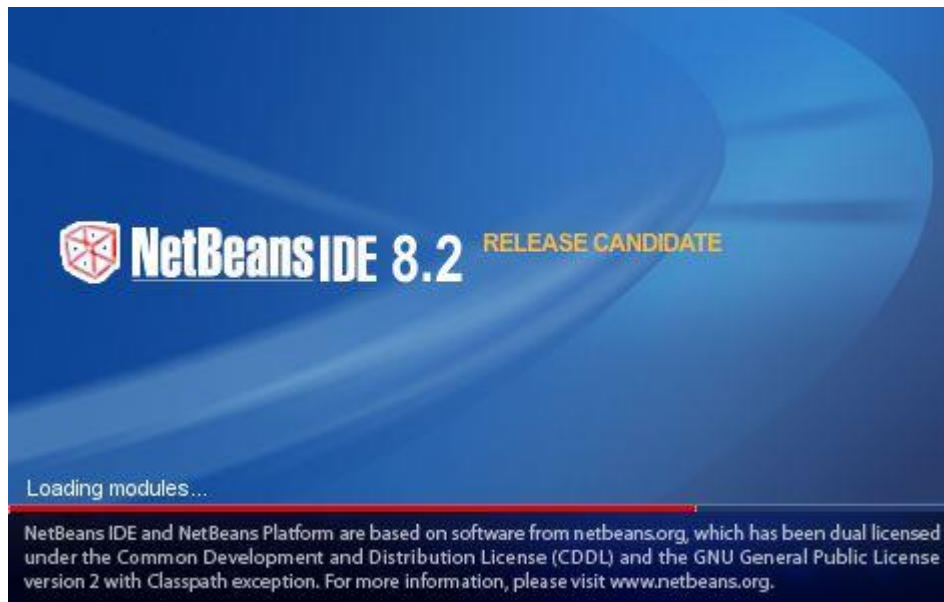 NetBeans IDE 8.2 RELEASE CANDIDATE
Loading modules...
NetBeans IDE and NetBeans Platform are based on software from netbeans.org, which has been dual licensed
under the Common Development and Distribution License (CDDL) and the GNU General Public License
version 2 with Classpath exception. For more information, please visit www.netbeans.org.